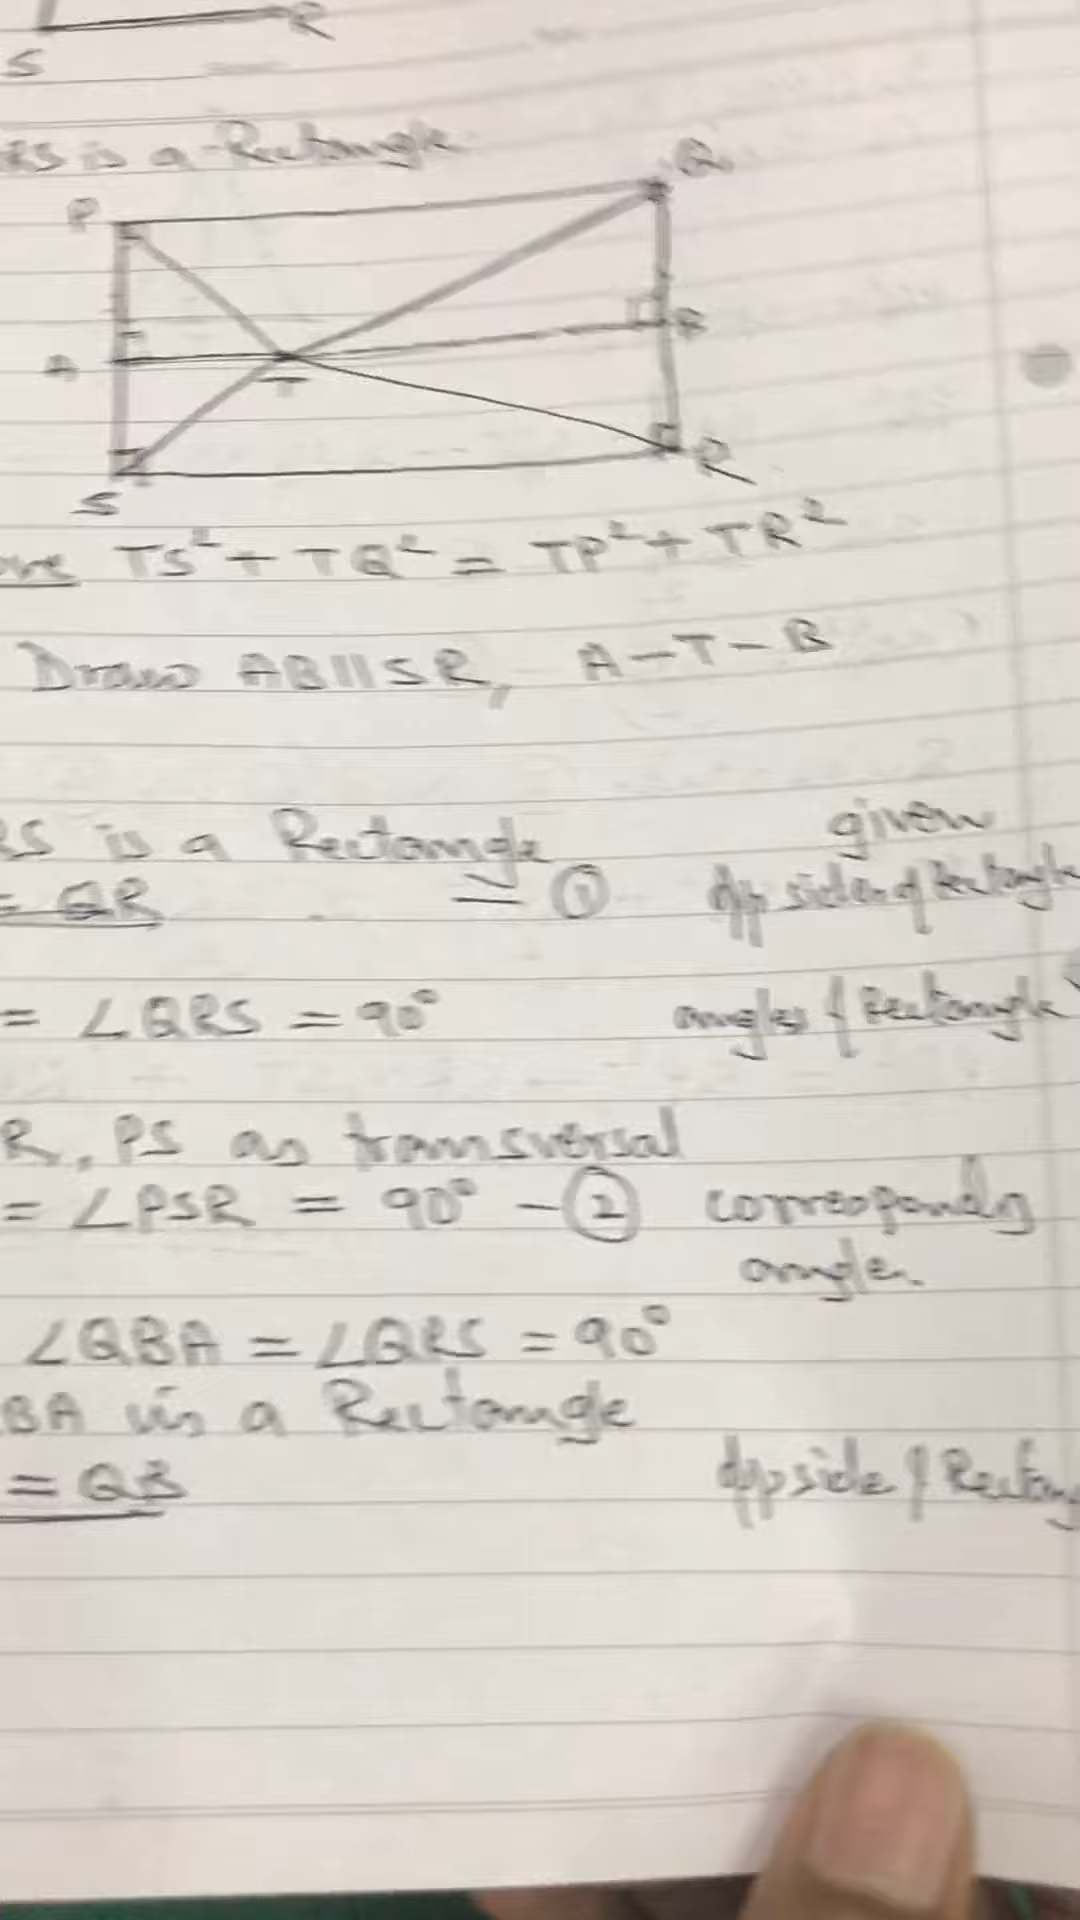 R
S
RS is a Rectangle
P
Q
A
B
T
S
R
ove TS² + TQ² = TP² + TR²
Draw AB || SR, A - T - B
RS is a Rectangle given
= QR — ① opp sides of Rectangle
= ∠QRS = 90° angles of Rectangle
R, PS as transversal
= ∠PSR = 90° - ② corresponding
angle.
∠QBA = ∠QRS = 90°
BA is a Rectangle
= QB Opp side of Rectang